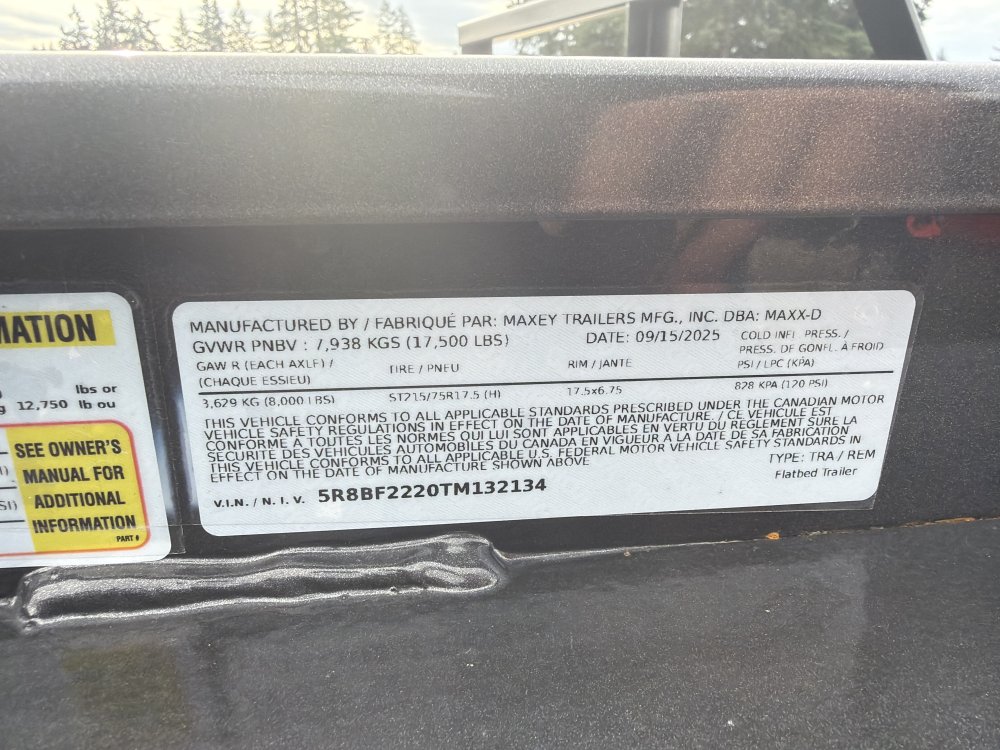 MATION
lbs or
g 12,750 lb ou
SEE OWNER'S
MANUAL FOR
ADDITIONAL
INFORMATION
PART #
MANUFACTURED BY / FABRIQUÉ PAR: MAXEY TRAILERS MFG., INC. DBA: MAXX-D
GVWR PNBV : 7,938 KGS (17,500 LBS) DATE: 09/15/2025 COLD INFL. PRESS. /
PRESS. DE GONFL. À FROID
GAW R (EACH AXLE) / TIRE / PNEU RIM / JANTE PSI / LPC (KPA)
(CHAQUE ESSIEU)
3,629 KG (8,000 LBS) ST215/75R17.5 (H) 17.5x6.75 828 KPA (120 PSI)
THIS VEHICLE CONFORMS TO ALL APPLICABLE STANDARDS PRESCRIBED UNDER THE CANADIAN MOTOR
VEHICLE SAFETY REGULATIONS IN EFFECT ON THE DATE OF MANUFACTURE. / CE VEHICULE EST
CONFORME A TOUTES LES NORMES QUI LUI SONT APPLICABLES EN VERTU DU REGLEMENT SUR LA
SECURITE DES VEHICULES AUTOMOBILES DU CANADA EN VIGUEUR A LA DATE DE SA FABRICATION
THIS VEHICLE CONFORMS TO ALL APPLICABLE U.S. FEDERAL MOTOR VEHICLE SAFETY STANDARDS IN
EFFECT ON THE DATE OF MANUFACTURE SHOWN ABOVE
TYPE: TRA / REM
Flatbed Trailer
V.I.N. / N. I. V. 5R8BF2220TM132134